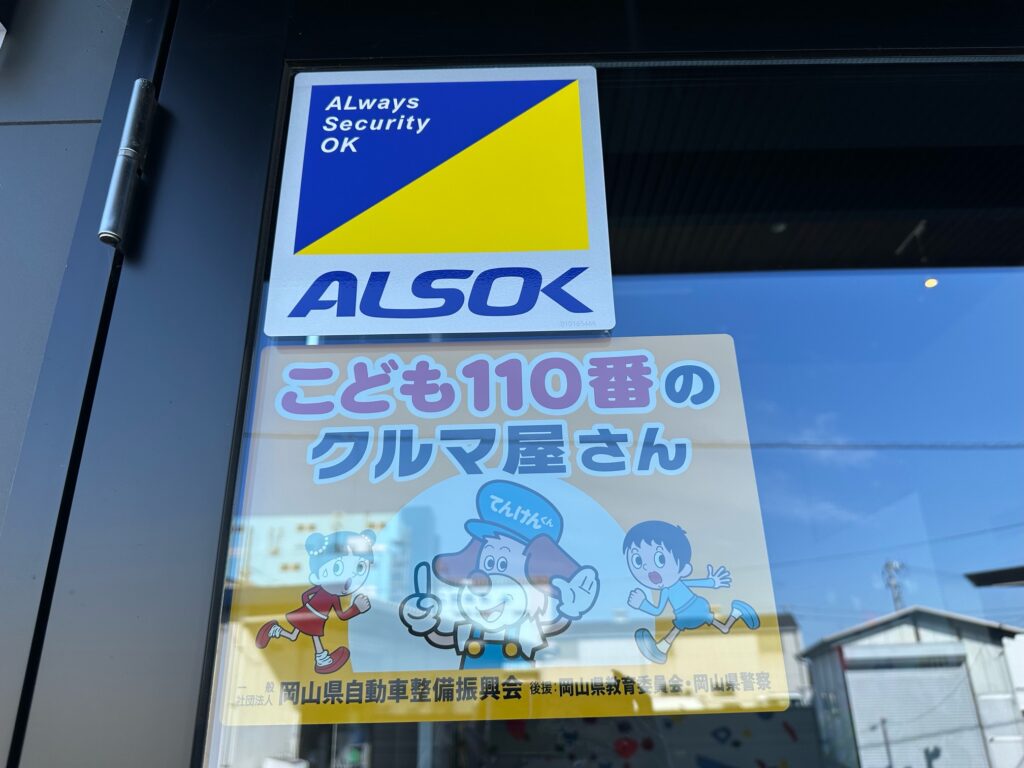 ALways
Security
OK
ALSOK
こども110番の
クルマ屋さん
てんけんくん
一般社団法人 岡山県自動車整備振興会 後援:岡山県教育委員会・岡山県警察